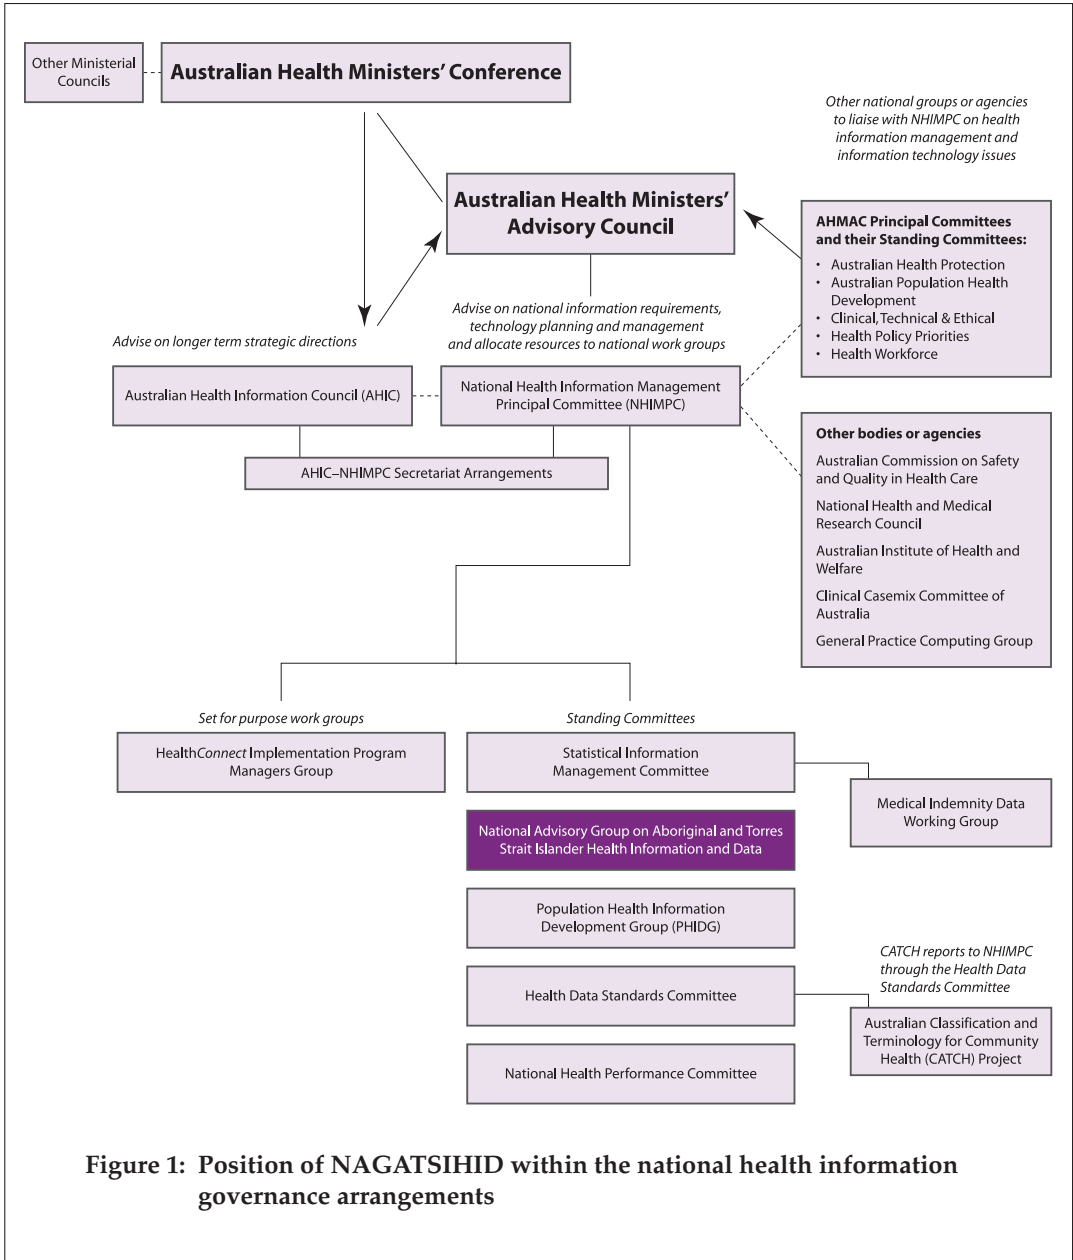 Other Ministerial
Councils
Australian Health Ministers' Conference
Other national groups or agencies
to liaise with NHIMPC on health
information management and
information technology issues
Australian Health Ministers'
Advisory Council
AHMAC Principal Committees
and their Standing Committees:
• Australian Health Protection
• Australian Population Health
Development
• Clinical, Technical & Ethical
• Health Policy Priorities
• Health Workforce
Advise on national information requirements,
technology planning and management
and allocate resources to national work groups
Advise on longer term strategic directions
Australian Health Information Council (AHIC)
National Health Information Management
Principal Committee (NHIMPC)
AHIC–NHIMPC Secretariat Arrangements
Other bodies or agencies
Australian Commission on Safety
and Quality in Health Care
National Health and Medical
Research Council
Australian Institute of Health and
Welfare
Clinical Casemix Committee of
Australia
General Practice Computing Group
Set for purpose work groups
HealthConnect Implementation Program
Managers Group
Standing Committees
Statistical Information
Management Committee
Medical Indemnity Data
Working Group
National Advisory Group on Aboriginal and Torres
Strait Islander Health Information and Data
Population Health Information
Development Group (PHIDG)
CATCH reports to NHIMPC
through the Health Data
Standards Committee
Health Data Standards Committee
Australian Classification and
Terminology for Community
Health (CATCH) Project
National Health Performance Committee
Figure 1: Position of NAGATSIHID within the national health information
governance arrangements